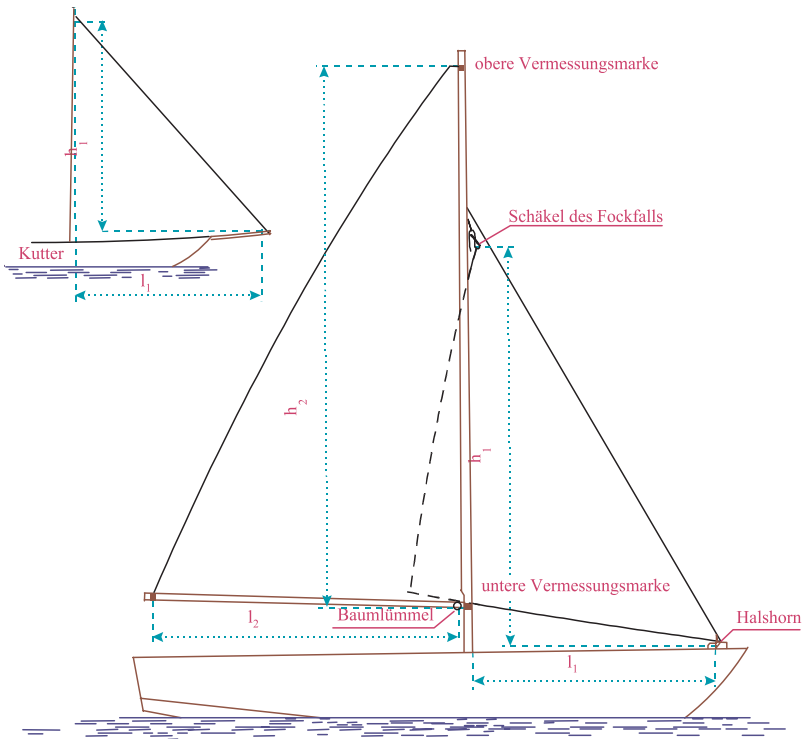 obere Vermessungsmarke
h1
Schäkel des Fockfalls
Kutter
l1
h2
h1
untere Vermessungsmarke
Baumlümmel
l2
Halshorn
l1